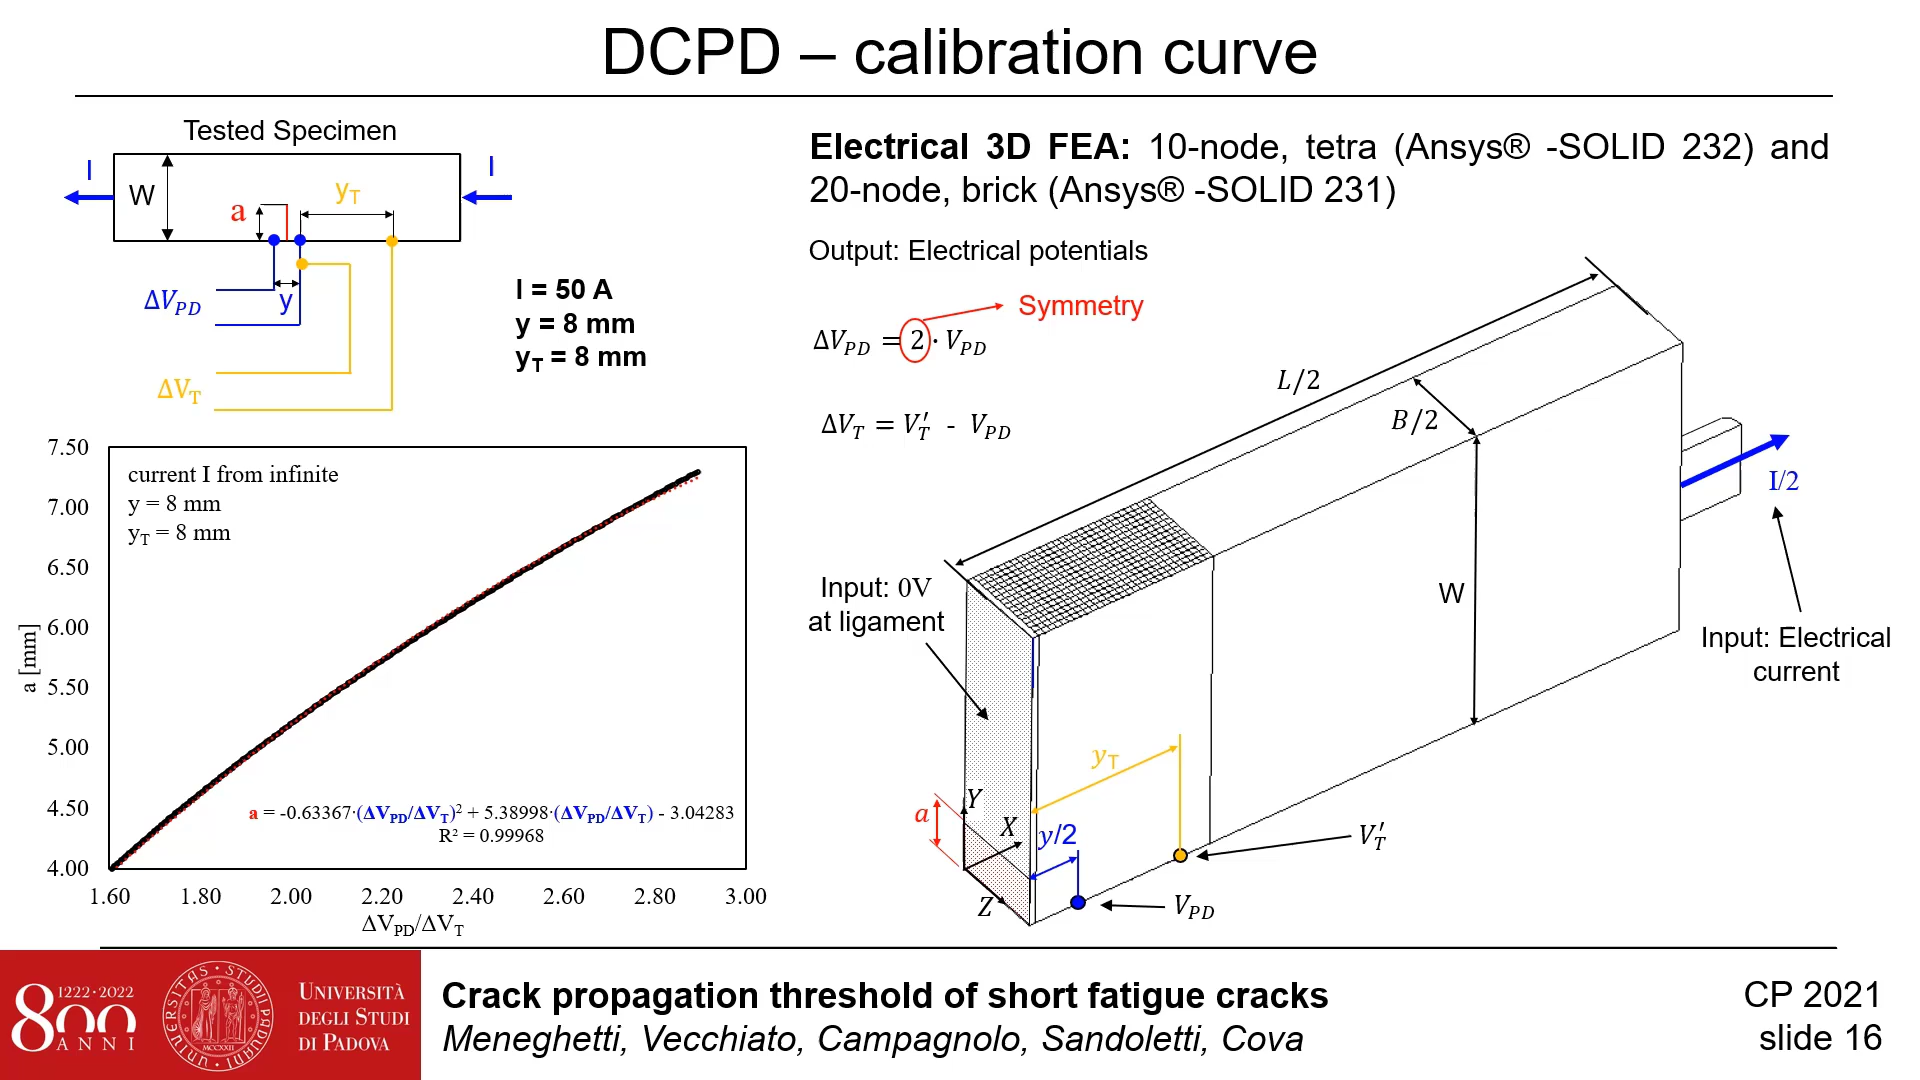 DCPD – calibration curve
Tested Specimen
I
I
W
a
y_T
ΔV_PD
y
ΔV_T
I = 50 A
y = 8 mm
y_T = 8 mm
Electrical 3D FEA: 10-node, tetra (Ansys® -SOLID 232) and
20-node, brick (Ansys® -SOLID 231)
Output: Electrical potentials
Symmetry
ΔV_PD = 2 · V_PD
ΔV_T = V′_T - V_PD
L/2
B/2
I/2
W
Input: 0V
at ligament
Input: Electrical
current
y_T
a
Y
X
y/2
Z
V′_T
V_PD
7.50
7.00
6.50
6.00
5.50
5.00
4.50
4.00
a [mm]
current I from infinite
y = 8 mm
y_T = 8 mm
a = -0.63367·(ΔV_PD/ΔV_T)² + 5.38998·(ΔV_PD/ΔV_T) - 3.04283
R² = 0.99968
1.60 1.80 2.00 2.20 2.40 2.60 2.80 3.00
ΔV_PD/ΔV_T
1222·2022
800
ANNI
UNIVERSITAS STUDII PADUANI
MCCXXII
UNIVERSITÀ
DEGLI STUDI
DI PADOVA
Crack propagation threshold of short fatigue cracks
Meneghetti, Vecchiato, Campagnolo, Sandoletti, Cova
CP 2021
slide 16